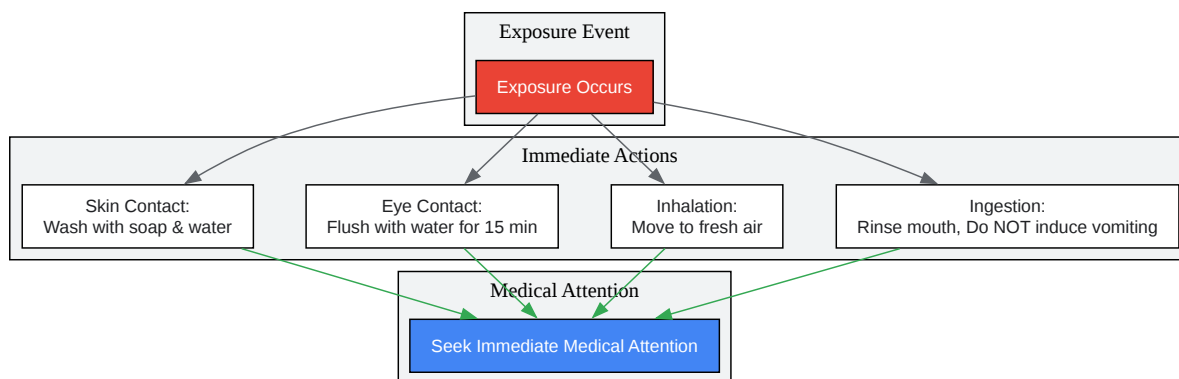 Exposure Event
Exposure Occurs
Immediate Actions
Skin Contact:
Wash with soap & water
Eye Contact:
Flush with water for 15 min
Inhalation:
Move to fresh air
Ingestion:
Rinse mouth, Do NOT induce vomiting
Medical Attention
Seek Immediate Medical Attention